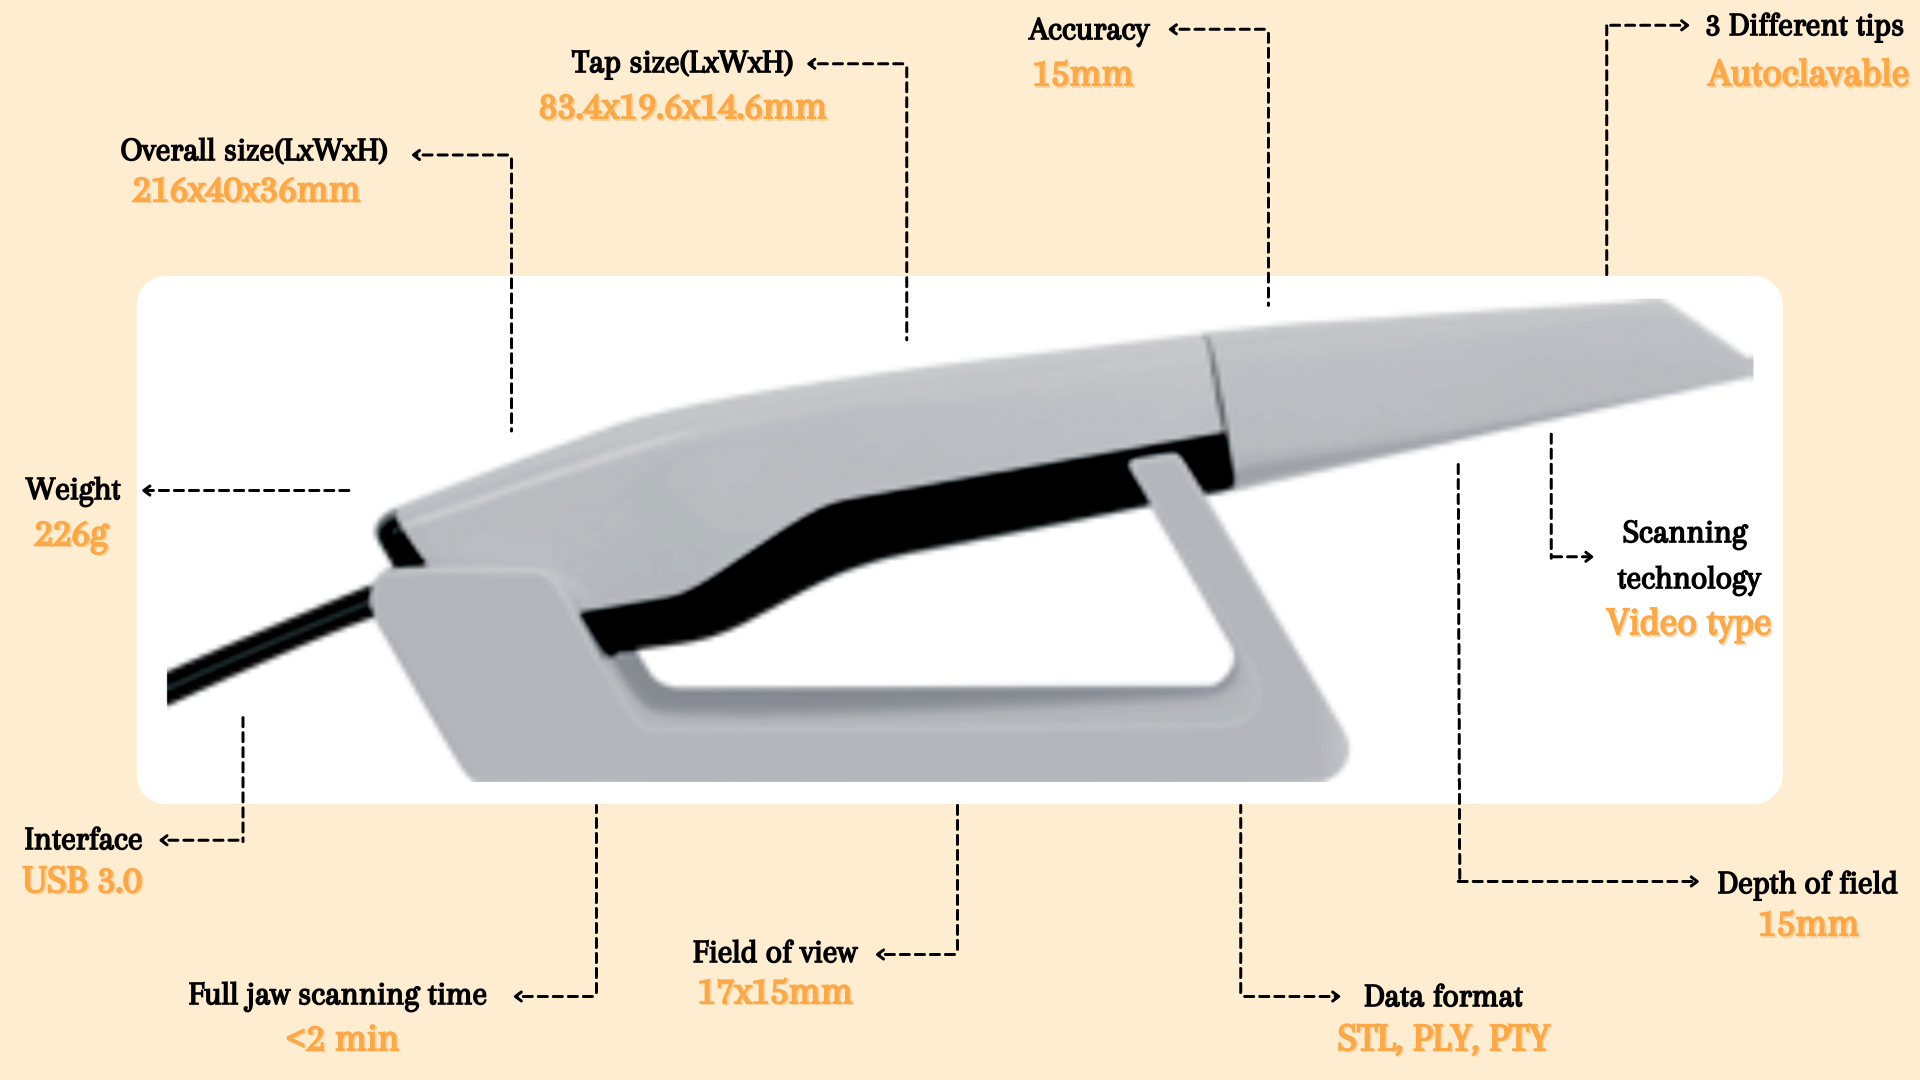 Accuracy
15mm
3 Different tips
Autoclavable
Tap size(LxWxH)
83.4x19.6x14.6mm
Overall size(LxWxH)
216x40x36mm
Weight
226g
Scanning
technology
Video type
Interface
USB 3.0
Depth of field
15mm
Field of view
17x15mm
Full jaw scanning time
<2 min
Data format
STL, PLY, PTY